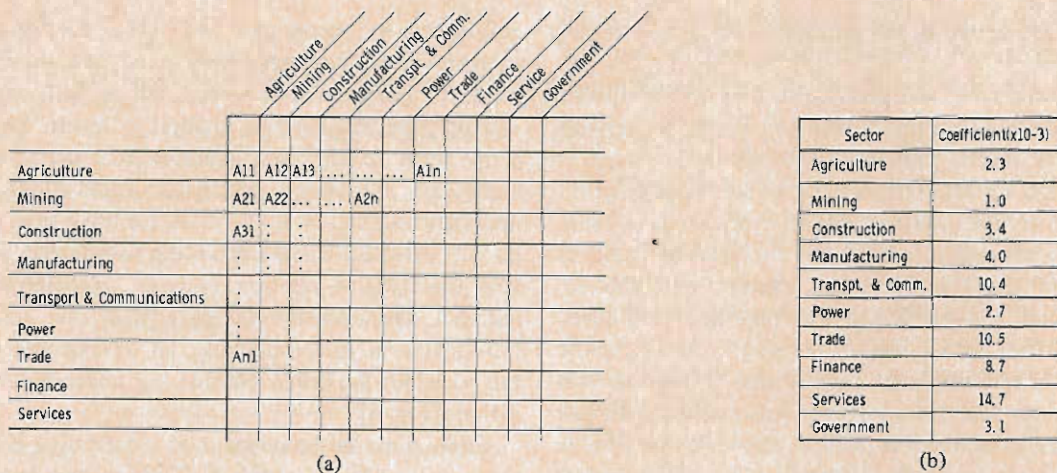 Agriculture
Mining
Construction
Manufacturing
Transpt. & Comm.
Power
Trade
Finance
Service
Government
Agriculture A11 A12 A13 ... ... ... A1n
Mining A21 A22 ... ... A2n
Construction A31 : :
Manufacturing : : :
Transport & Communications :
Power :
Trade An1
Finance
Services
(a)
Sector Coefficient(x10-3)
Agriculture 2.3
Mining 1.0
Construction 3.4
Manufacturing 4.0
Transpt. & Comm. 10.4
Power 2.7
Trade 10.5
Finance 8.7
Services 14.7
Government 3.1
(b)